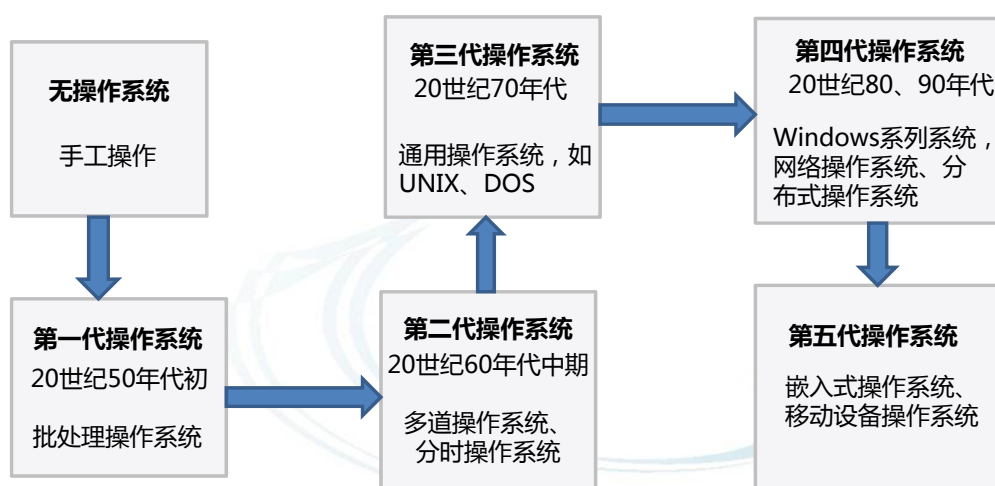 无操作系统
手工操作
第一代操作系统
20世纪50年代初
批处理操作系统
第二代操作系统
20世纪60年代中期
多道操作系统、
分时操作系统
第三代操作系统
20世纪70年代
通用操作系统，如
UNIX、DOS
第四代操作系统
20世纪80、90年代
Windows系列系统，
网络操作系统、分
布式操作系统
第五代操作系统
嵌入式操作系统、
移动设备操作系统